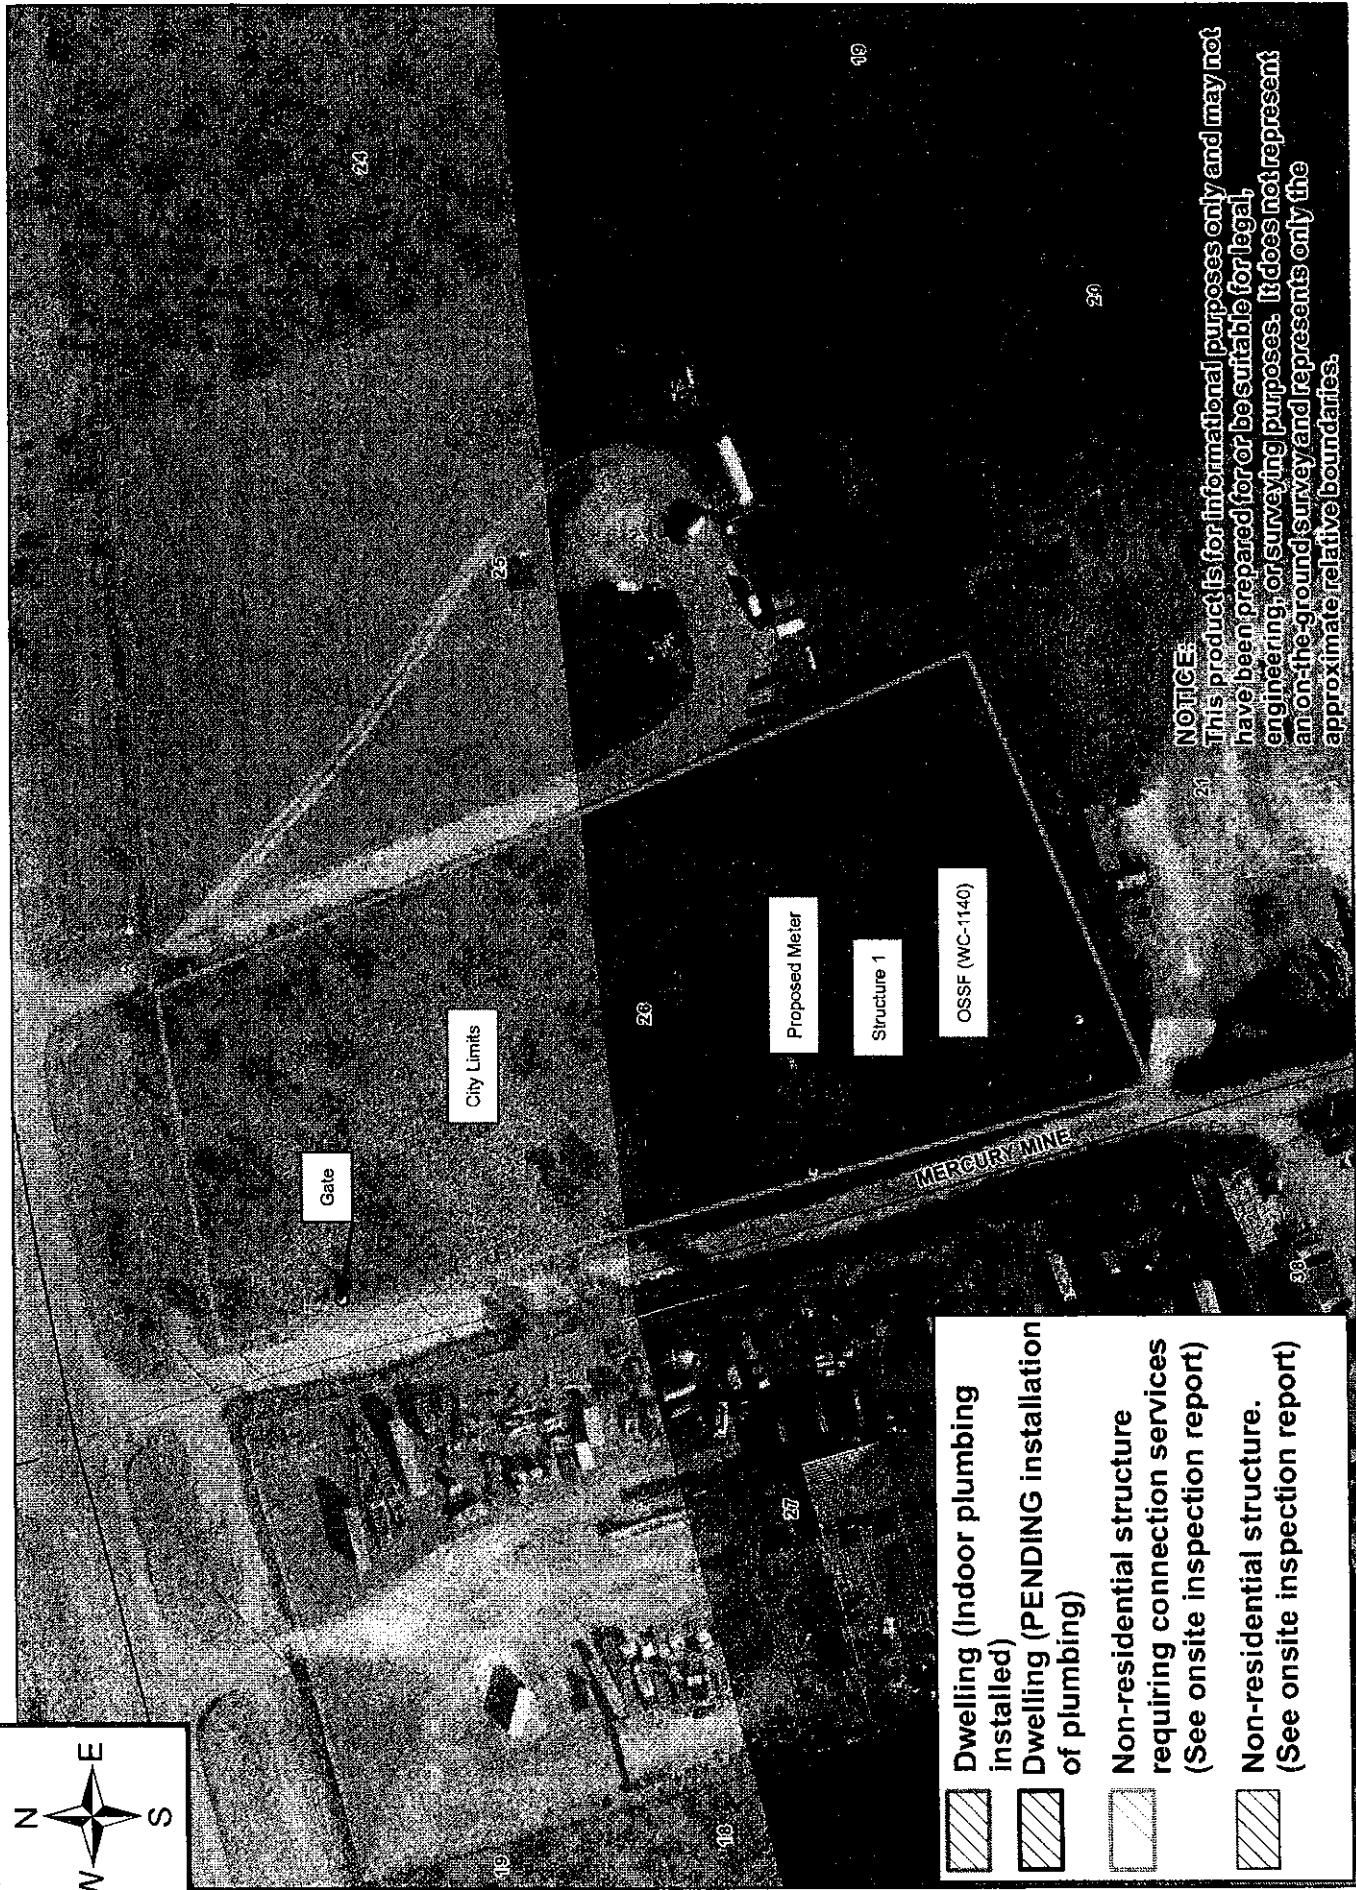 N
W
E
S
24
19
25
20
Gate
City Limits
26
Proposed Meter
Structure 1
OSSF (WC-1140)
MERCURY MINE
21
27
38
19
18
NOTICE:
This product is for informational purposes only and may not
have been prepared for or be suitable for legal,
engineering, or surveying purposes. It does not represent
an on-the-ground survey and represents only the
approximate relative boundaries.
Dwelling (Indoor plumbing
installed)
Dwelling (PENDING installation
of plumbing)
Non-residential structure
requiring connection services
(See onsite inspection report)
Non-residential structure.
(See onsite inspection report)